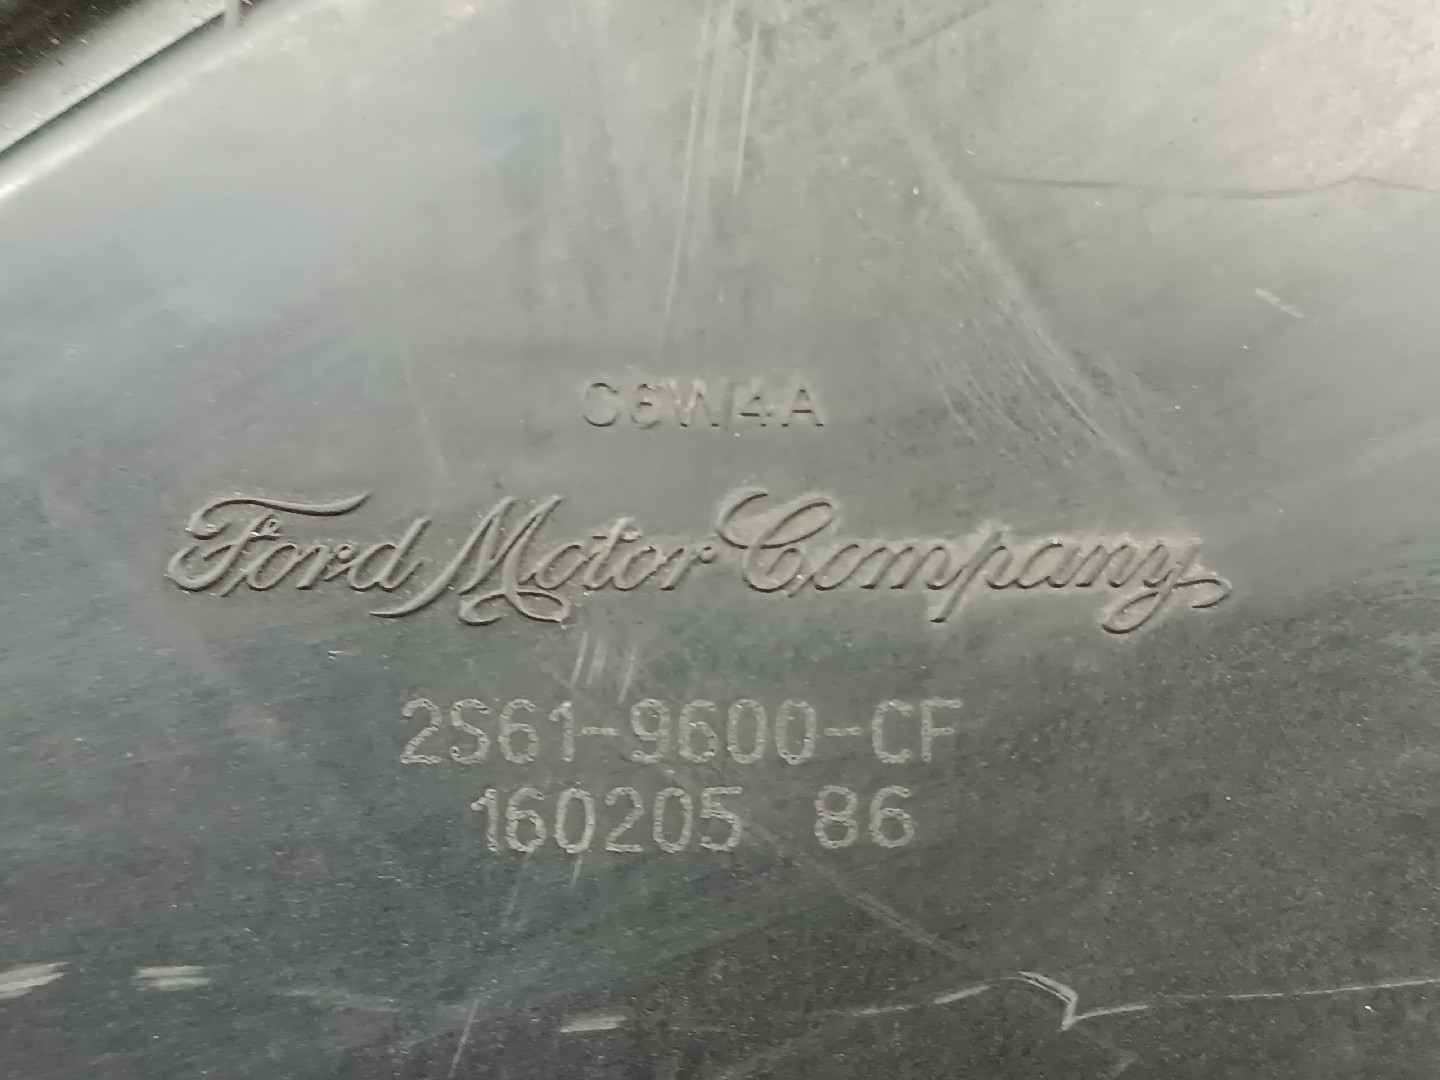 C6W4A
Ford Motor Company
2S61-9600-CF
160205 86